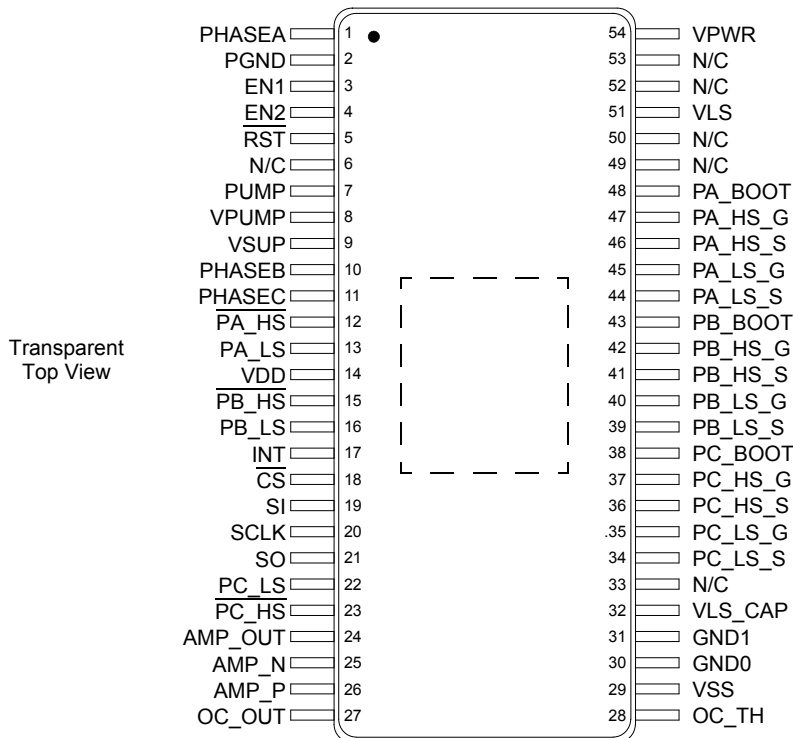 PHASEA 1 54 VPWR
PGND 2 53 N/C
EN1 3 52 N/C
EN2 4 51 VLS
RST 5 50 N/C
N/C 6 49 N/C
PUMP 7 48 PA_BOOT
VPUMP 8 47 PA_HS_G
VSUP 9 46 PA_HS_S
PHASEB 10 45 PA_LS_G
PHASEC 11 44 PA_LS_S
PA_HS 12 43 PB_BOOT
Transparent
Top View
PA_LS 13 42 PB_HS_G
VDD 14 41 PB_HS_S
PB_HS 15 40 PB_LS_G
PB_LS 16 39 PB_LS_S
INT 17 38 PC_BOOT
CS 18 37 PC_HS_G
SI 19 36 PC_HS_S
SCLK 20 .35 PC_LS_G
SO 21 34 PC_LS_S
PC_LS 22 33 N/C
PC_HS 23 32 VLS_CAP
AMP_OUT 24 31 GND1
AMP_N 25 30 GND0
AMP_P 26 29 VSS
OC_OUT 27 28 OC_TH